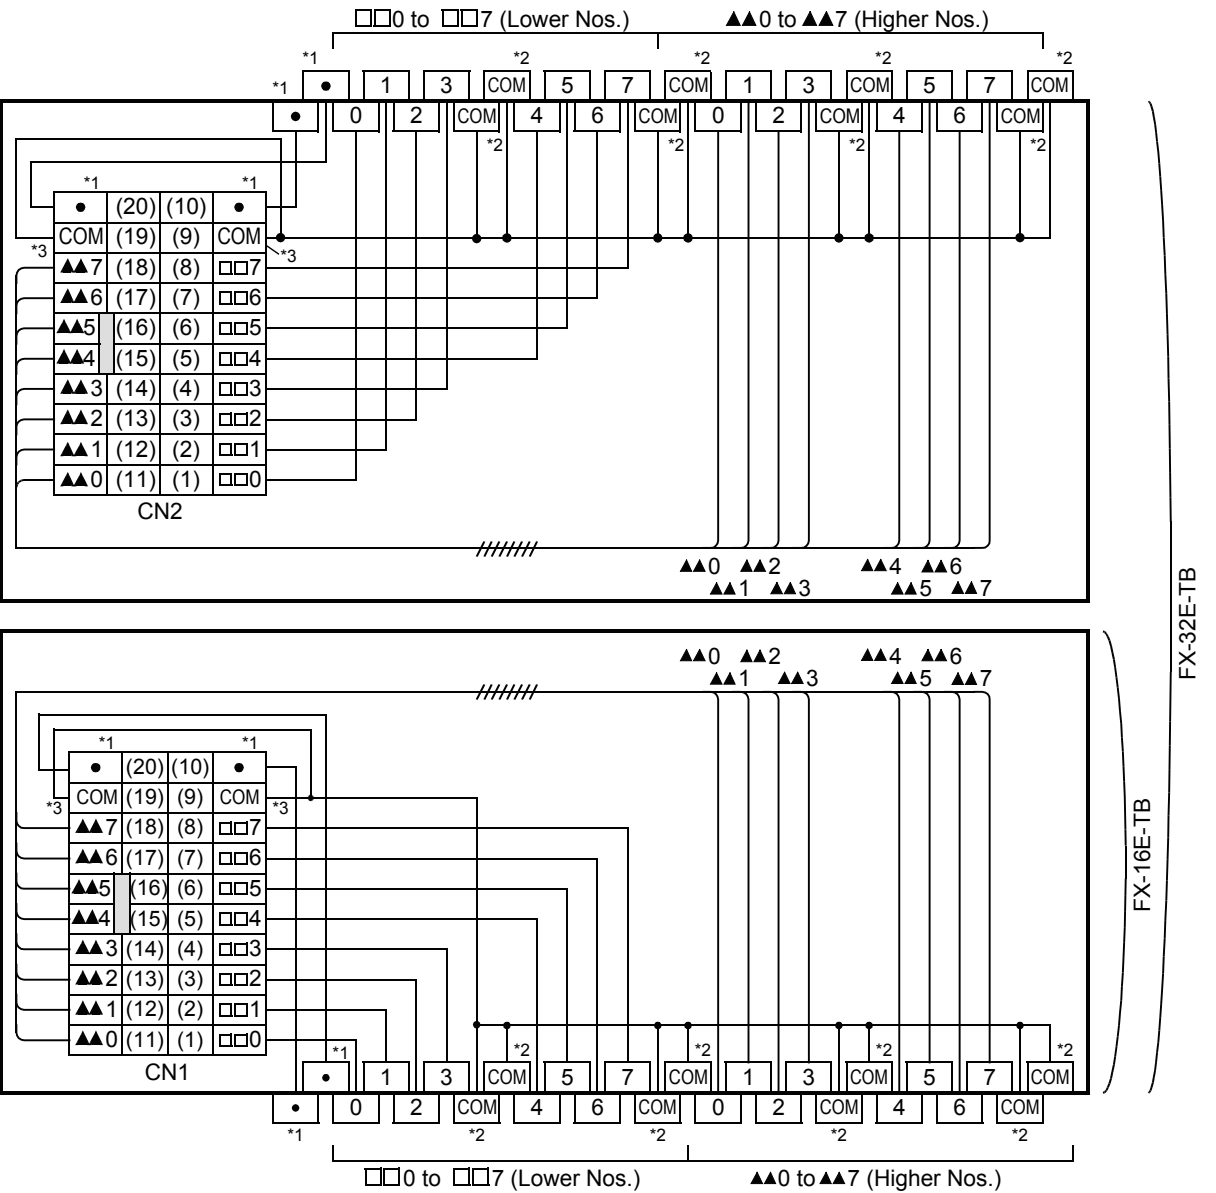 □□0 to □□7 (Lower Nos.) ▲▲0 to ▲▲7 (Higher Nos.)
*1 *2 *2 *2 *2
*1 • 1 3 COM 5 7 COM 1 3 COM 5 7 COM
• 0 2 COM 4 6 COM 0 2 COM 4 6 COM
*2 *2 *2 *2
*1 *1
• (20) (10) •
COM (19) (9) COM
*3 *3
▲▲7 (18) (8) □□7
▲▲6 (17) (7) □□6
▲▲5 (16) (6) □□5
▲▲4 (15) (5) □□4
▲▲3 (14) (4) □□3
▲▲2 (13) (3) □□2
▲▲1 (12) (2) □□1
▲▲0 (11) (1) □□0
CN2
▲▲0 ▲▲2 ▲▲4 ▲▲6
▲▲1 ▲▲3 ▲▲5 ▲▲7
FX-32E-TB
▲▲0 ▲▲2 ▲▲4 ▲▲6
▲▲1 ▲▲3 ▲▲5 ▲▲7
*1 *1
• (20) (10) •
COM (19) (9) COM
*3 *3
▲▲7 (18) (8) □□7
▲▲6 (17) (7) □□6
▲▲5 (16) (6) □□5
▲▲4 (15) (5) □□4
▲▲3 (14) (4) □□3
▲▲2 (13) (3) □□2
▲▲1 (12) (2) □□1
▲▲0 (11) (1) □□0
CN1
FX-16E-TB
*1 *2 *2 *2 *2
• 1 3 COM 5 7 COM 1 3 COM 5 7 COM
• 0 2 COM 4 6 COM 0 2 COM 4 6 COM
*1 *2 *2 *2 *2
□□0 to □□7 (Lower Nos.) ▲▲0 to ▲▲7 (Higher Nos.)